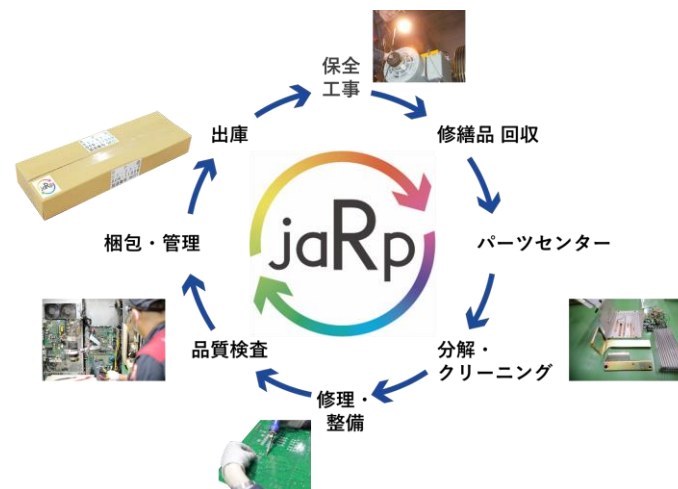 保全
工事
出庫
修繕品 回収
jaRp
梱包・管理
パーツセンター
品質検査
分解・
クリーニング
修理・
整備